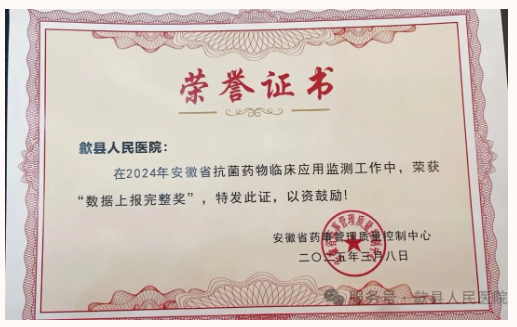 荣誉证书
歙县人民医院：
在2024年安徽省抗菌药物临床应用监测工作中，荣获
“数据上报完整奖”，特发此证，以资鼓励！
安徽省药事管理质量控制中心
二〇二五年三月八日
服务号·歙县人民医院